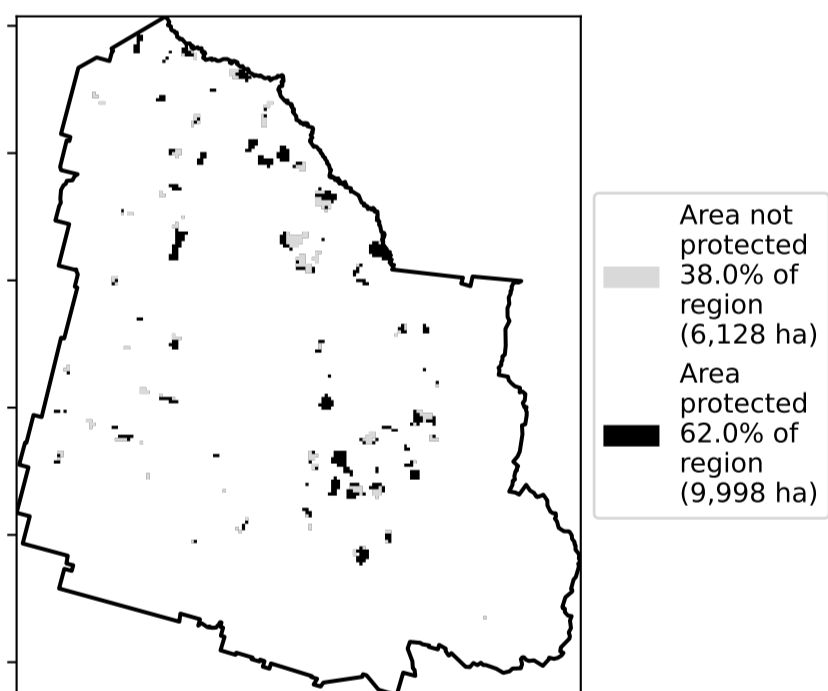 Area not
protected
38.0% of
region
(6,128 ha)
Area
protected
62.0% of
region
(9,998 ha)